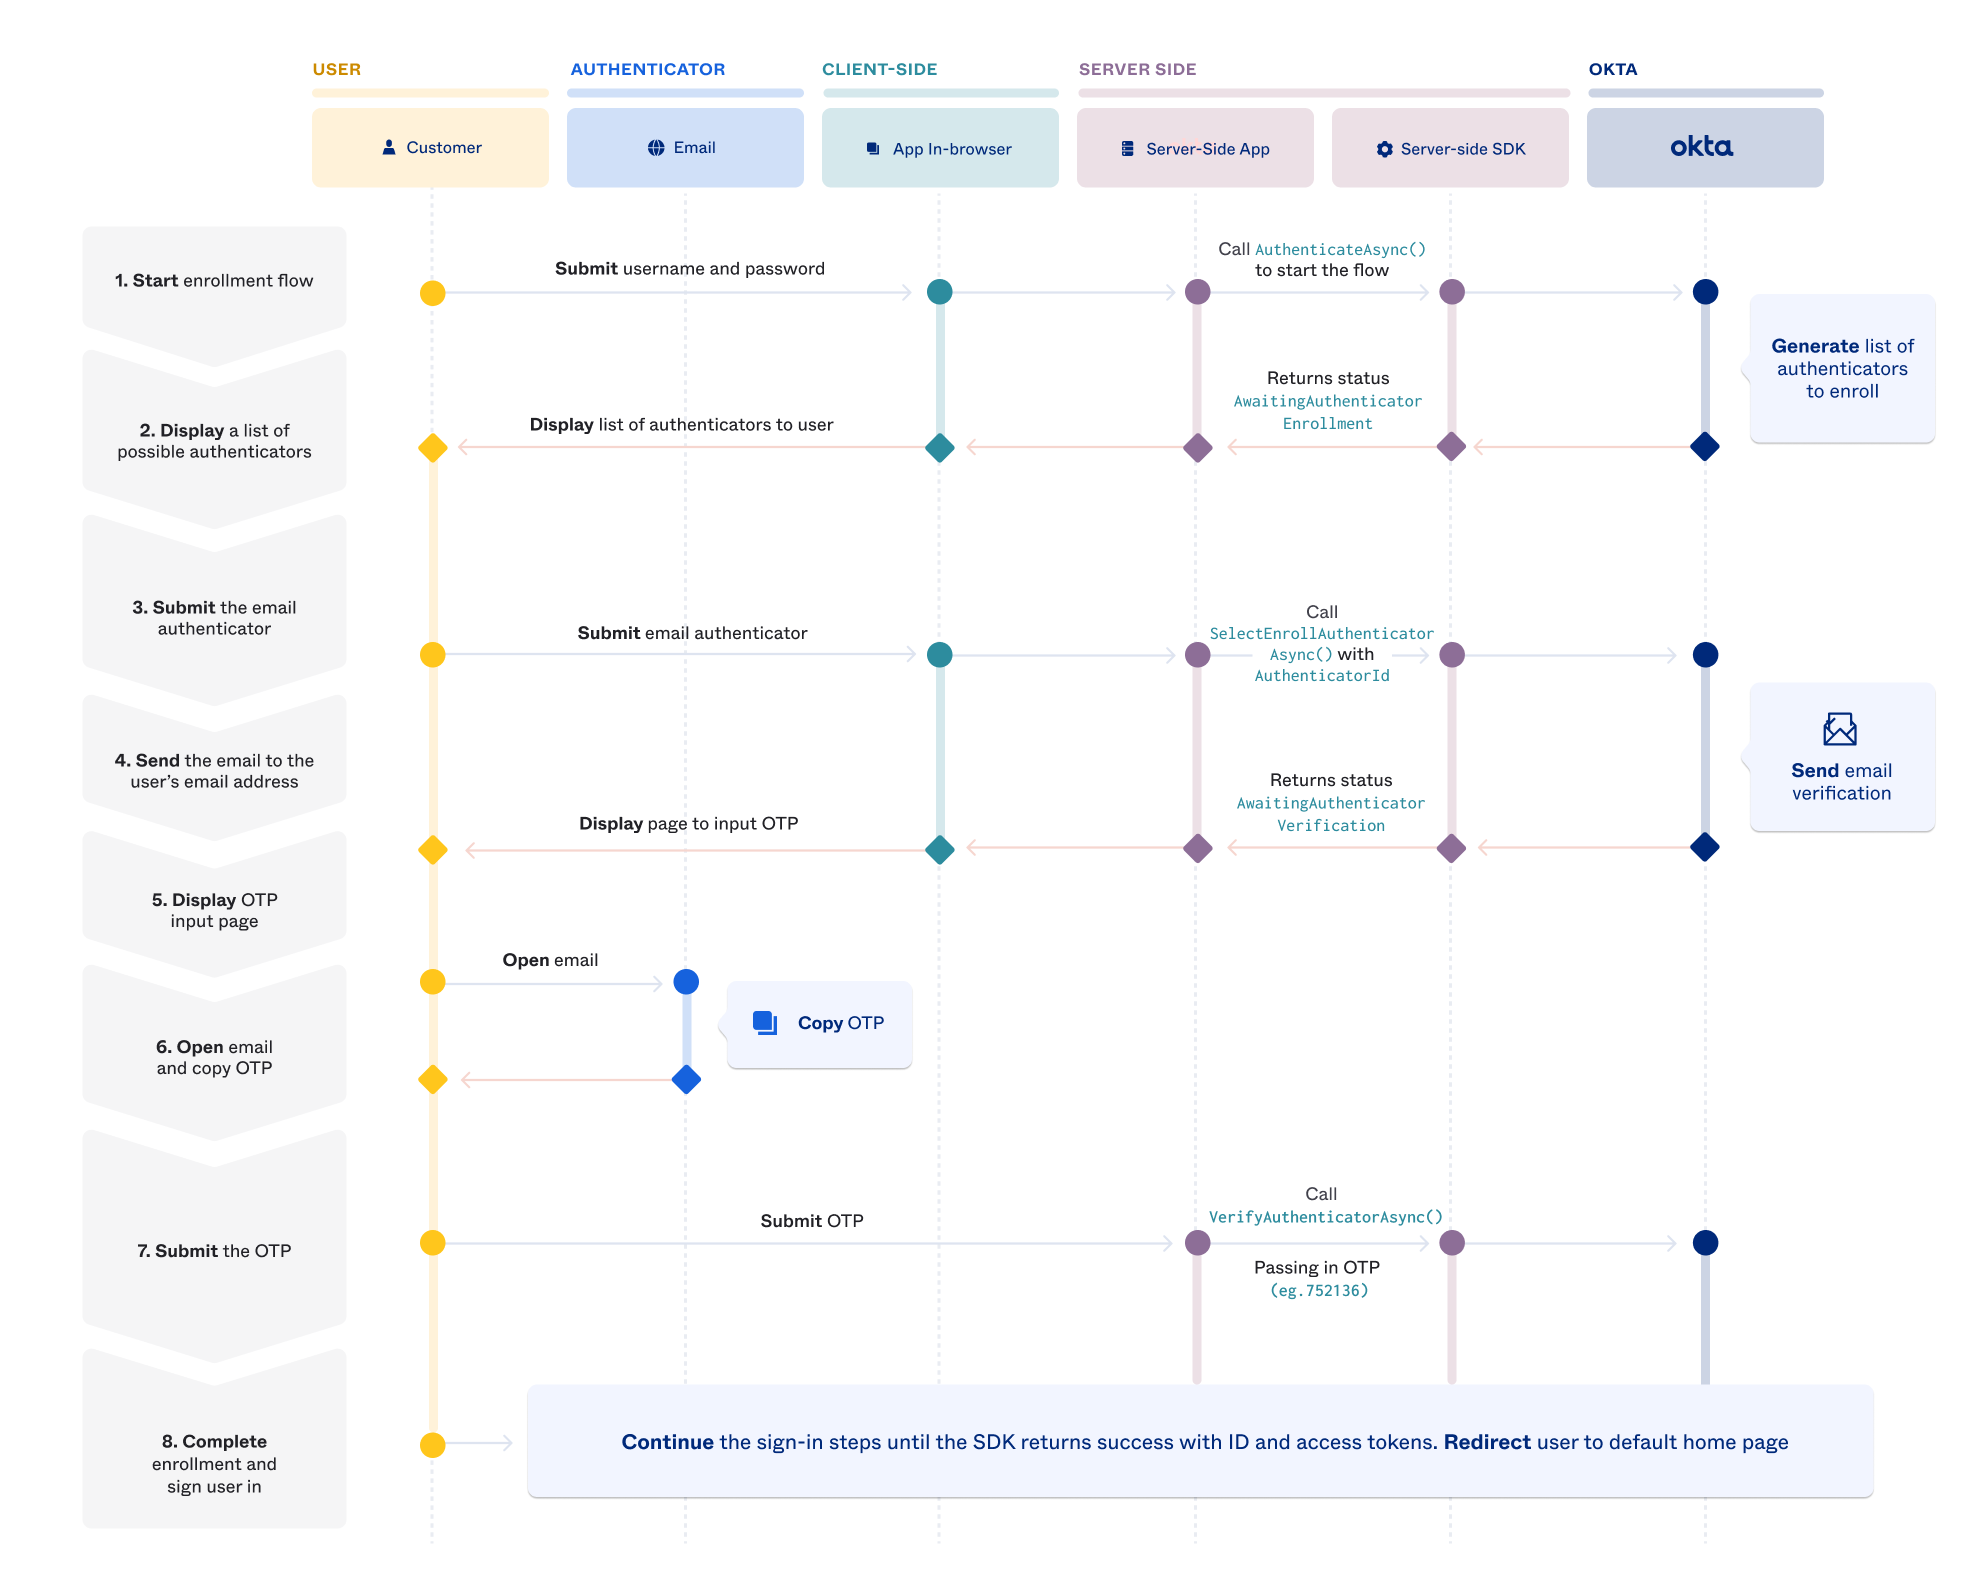 USER
AUTHENTICATOR
CLIENT-SIDE
SERVER SIDE
OKTA
Customer
Email
App In-browser
Server-Side App
Server-side SDK
okta
1. Start enrollment flow
Submit username and password
Call AuthenticateAsync()
to start the flow
Generate list of
authenticators
to enroll
2. Display a list of
possible authenticators
Display list of authenticators to user
Returns status
AwaitingAuthenticator
Enrollment
3. Submit the email
authenticator
Submit email authenticator
Call
SelectEnrollAuthenticator
Async() with
AuthenticatorId
4. Send the email to the
user's email address
Send email
verification
Returns status
AwaitingAuthenticator
Verification
Display page to input OTP
5. Display OTP
input page
Open email
Copy OTP
6. Open email
and copy OTP
7. Submit the OTP
Submit OTP
Call
VerifyAuthenticatorAsync()
Passing in OTP
(eg.752136)
8. Complete
enrollment and
sign user in
Continue the sign-in steps until the SDK returns success with ID and access tokens. Redirect user to default home page